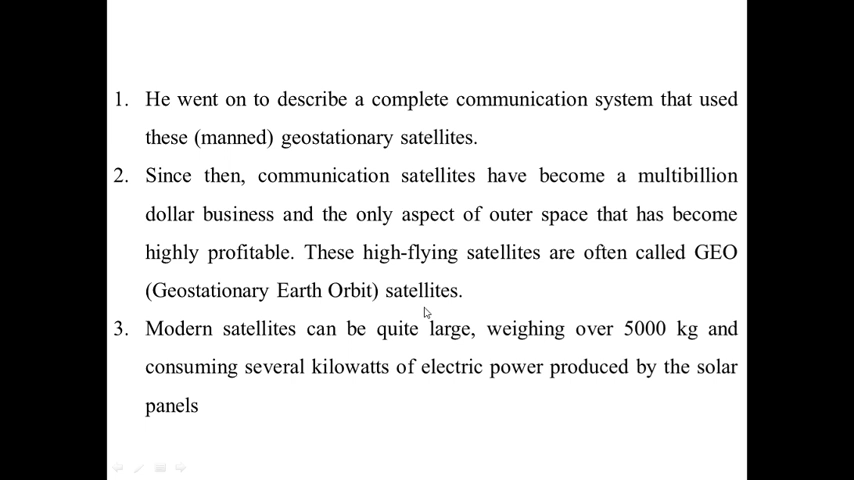 1. He went on to describe a complete communication system that used
these (manned) geostationary satellites.
2. Since then, communication satellites have become a multibillion
dollar business and the only aspect of outer space that has become
highly profitable. These high-flying satellites are often called GEO
(Geostationary Earth Orbit) satellites.
3. Modern satellites can be quite large, weighing over 5000 kg and
consuming several kilowatts of electric power produced by the solar
panels